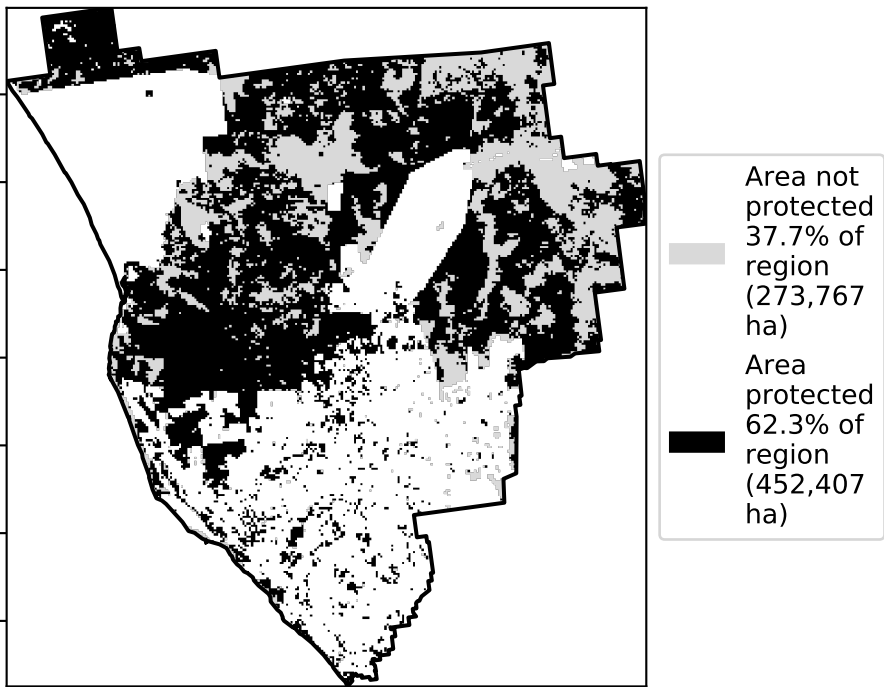 Area not
protected
37.7% of
region
(273,767
ha)
Area
protected
62.3% of
region
(452,407
ha)